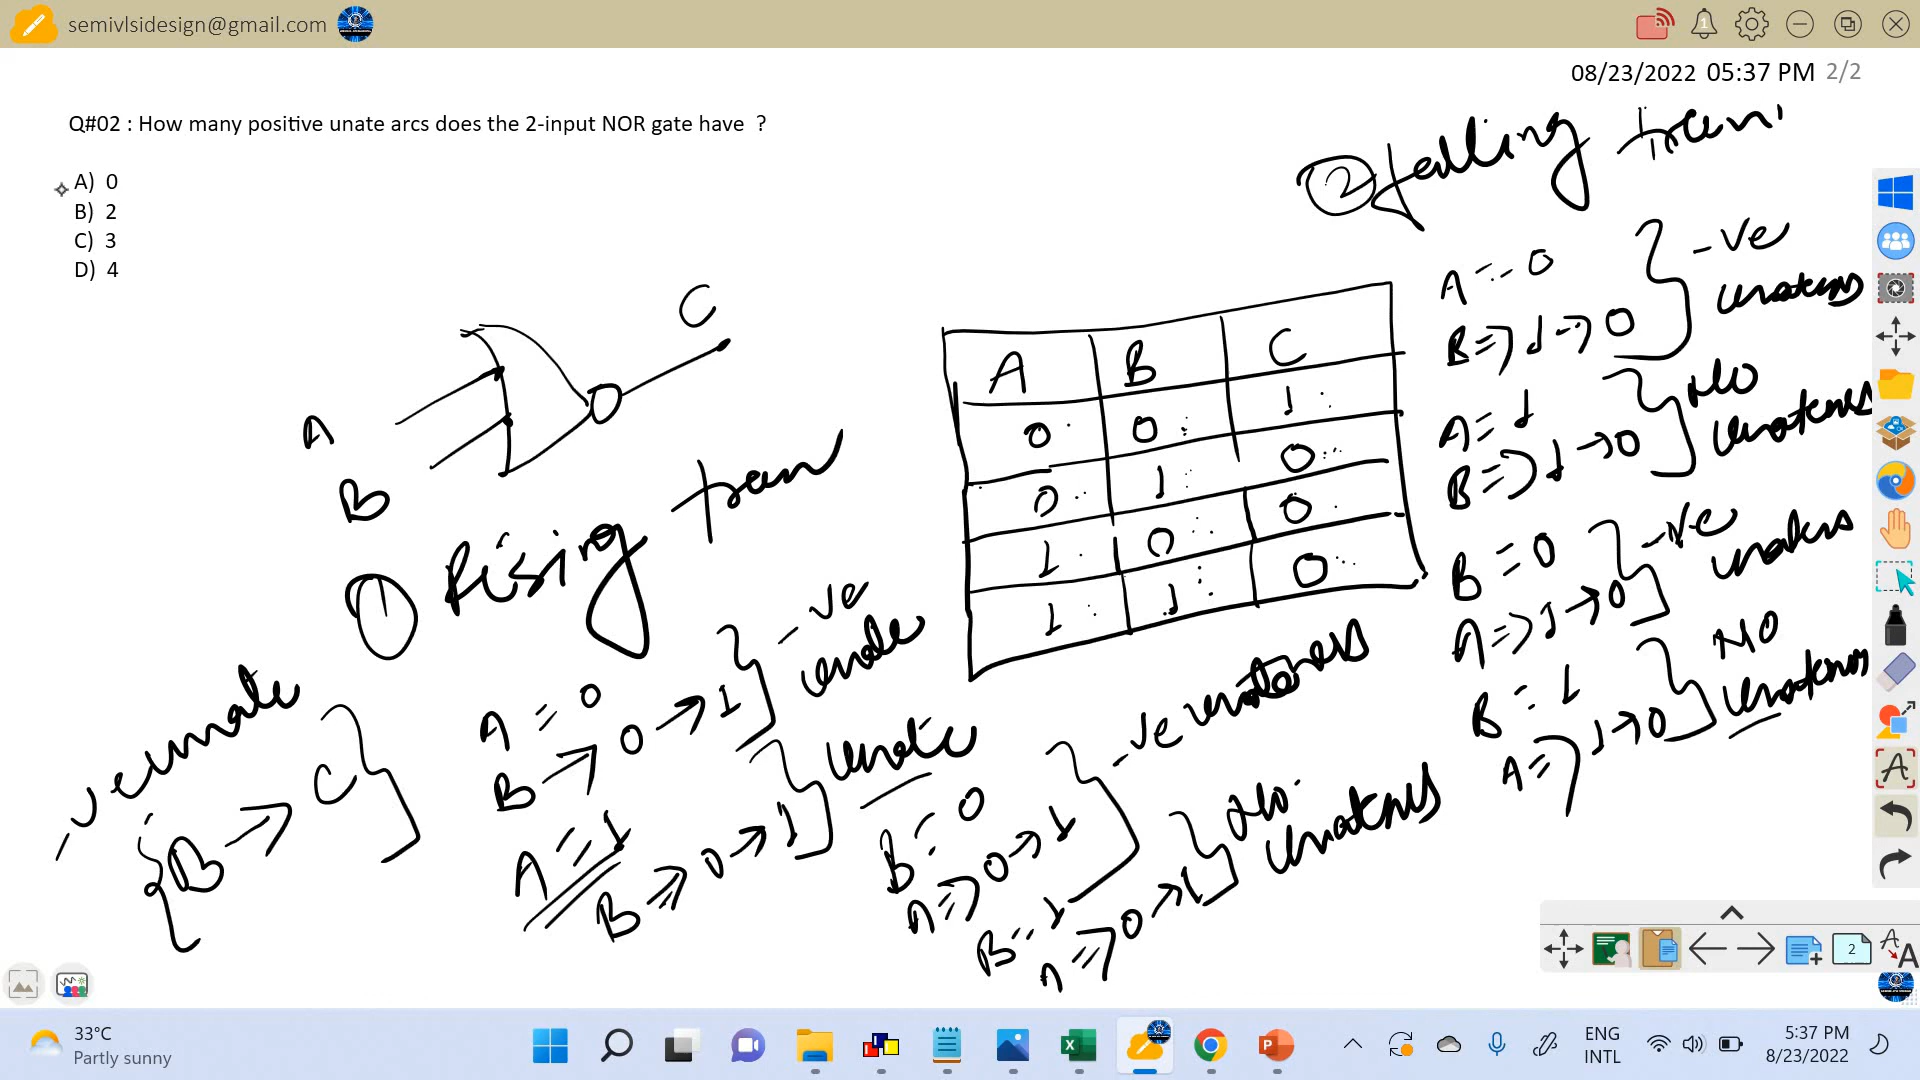 semivlsidesign@gmail.com
08/23/2022 05:37 PM 2/2
Q#02 : How many positive unate arcs does the 2-input NOR gate have ?
A) 0
B) 2
C) 3
D) 4
② falling tran
A = 0
B => 1 -> 0
-ve
unateness
A = 1
B => 1 -> 0
No
unateness
B = 0
A => 1 -> 0
-ve
B = 1
A => 1 -> 0
No
unateness
C
A
B
A B C
0 0 1
0 1 0
1 0 0
1 1 0
① Rising tran
-ve unate
B -> C
A = 0
B -> 0 -> 1
-ve
unate
A = 1
B => 0 -> 1
unate
B = 0
A => 0 -> 1
-ve unateness
B = 1
A => 0 -> 1
No
unateness
2
33°C
Partly sunny
ENG
INTL
5:37 PM
8/23/2022